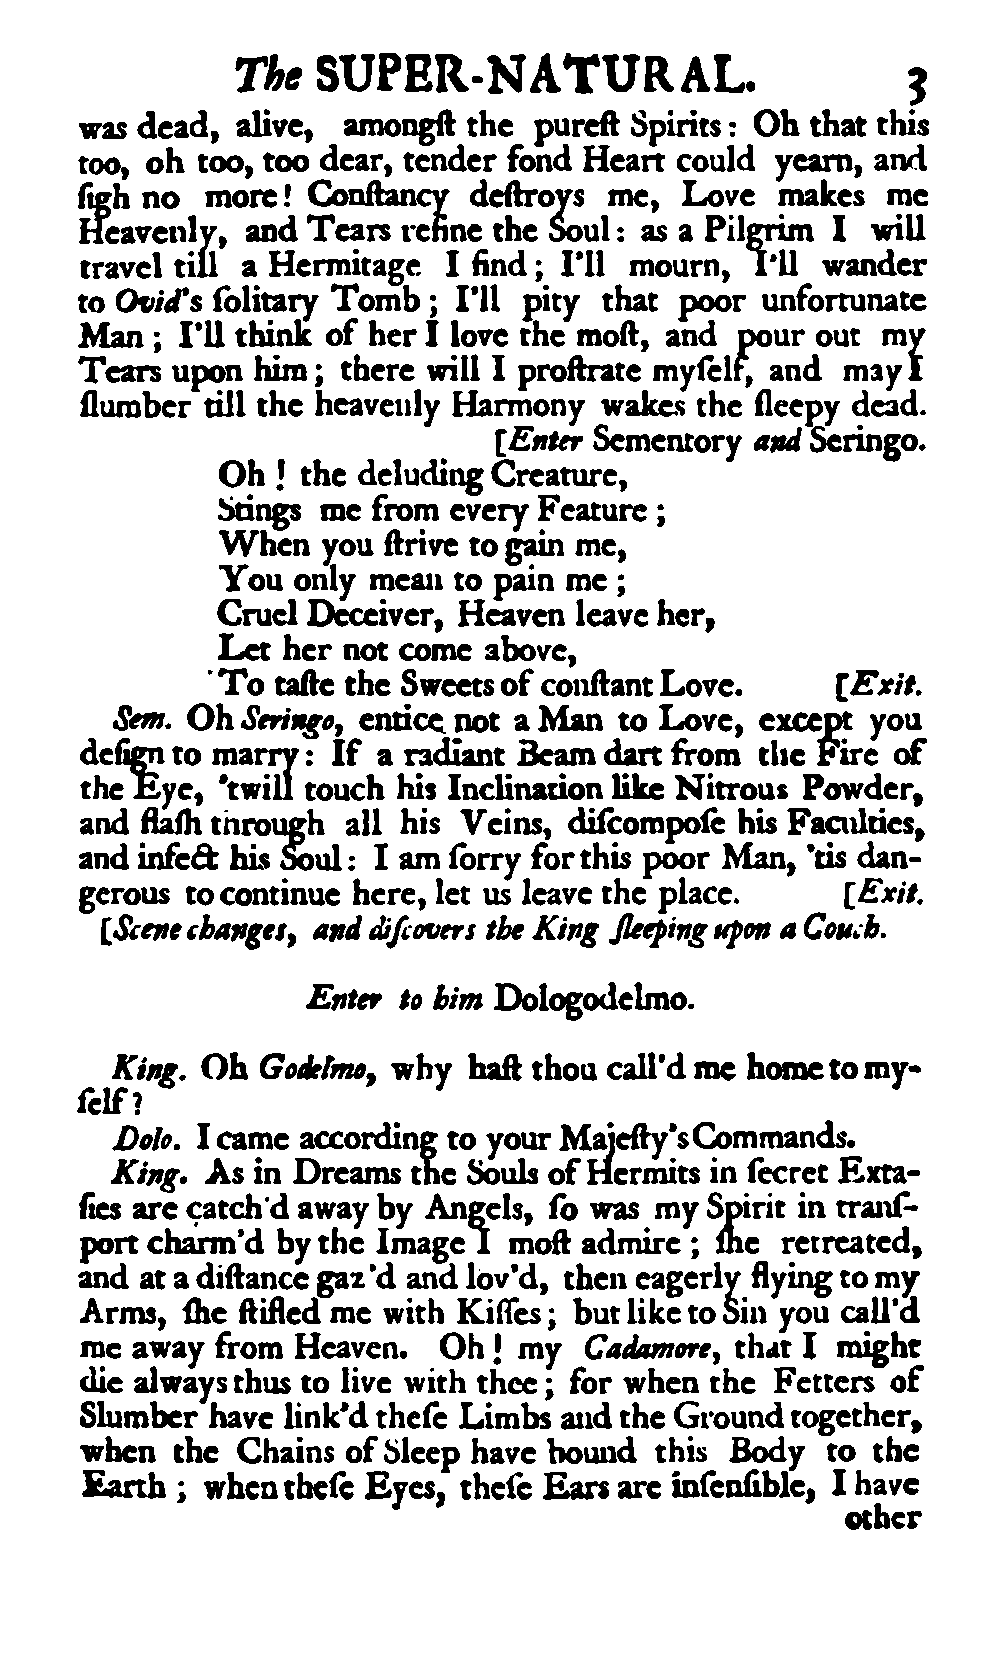 The SUPER-NATURAL. 3
was dead, alive, amongſt the pureſt Spirits: Oh that this
too, oh too, too dear, tender fond Heart could yearn, and
ſigh no more! Conſtancy deſtroys me, Love makes me
Heavenly, and Tears refine the Soul: as a Pilgrim I will
travel till a Hermitage I find; I'll mourn, I'll wander
to Ovid's ſolitary Tomb; I'll pity that poor unfortunate
Man; I'll think of her I love the moſt, and pour out my
Tears upon him; there will I proſtrate myſelf, and may I
ſlumber till the heavenly Harmony wakes the ſleepy dead.
[Enter Sementory and Seringo.
Oh! the deluding Creature,
Stings me from every Feature;
When you ſtrive to gain me,
You only mean to pain me;
Cruel Deceiver, Heaven leave her,
Let her not come above,
To taſte the Sweets of conſtant Love. [Exit.
Sem. Oh Seringo, entice not a Man to Love, except you
deſign to marry: If a radiant Beam dart from the Fire of
the Eye, 'twill touch his Inclination like Nitrous Powder,
and flaſh through all his Veins, diſcompoſe his Faculties,
and infect his Soul: I am ſorry for this poor Man, 'tis dan-
gerous to continue here, let us leave the place. [Exit.
[Scene changes, and diſcovers the King ſleeping upon a Couch.
Enter to him Dologodelmo.
King. Oh Godelmo, why haſt thou call'd me home to my-
ſelf?
Dolo. I came according to your Majeſty's Commands.
King. As in Dreams the Souls of Hermits in ſecret Exta-
ſies are catch'd away by Angels, ſo was my Spirit in tranſ-
port charm'd by the Image I moſt admire; ſhe retreated,
and at a diſtance gaz'd and lov'd, then eagerly flying to my
Arms, ſhe ſtifled me with Kiſſes; but like to Sin you call'd
me away from Heaven. Oh! my Cadamore, that I might
die always thus to live with thee; for when the Fetters of
Slumber have link'd theſe Limbs and the Ground together,
when the Chains of Sleep have bound this Body to the
Earth; when theſe Eyes, theſe Ears are inſenſible, I have
other